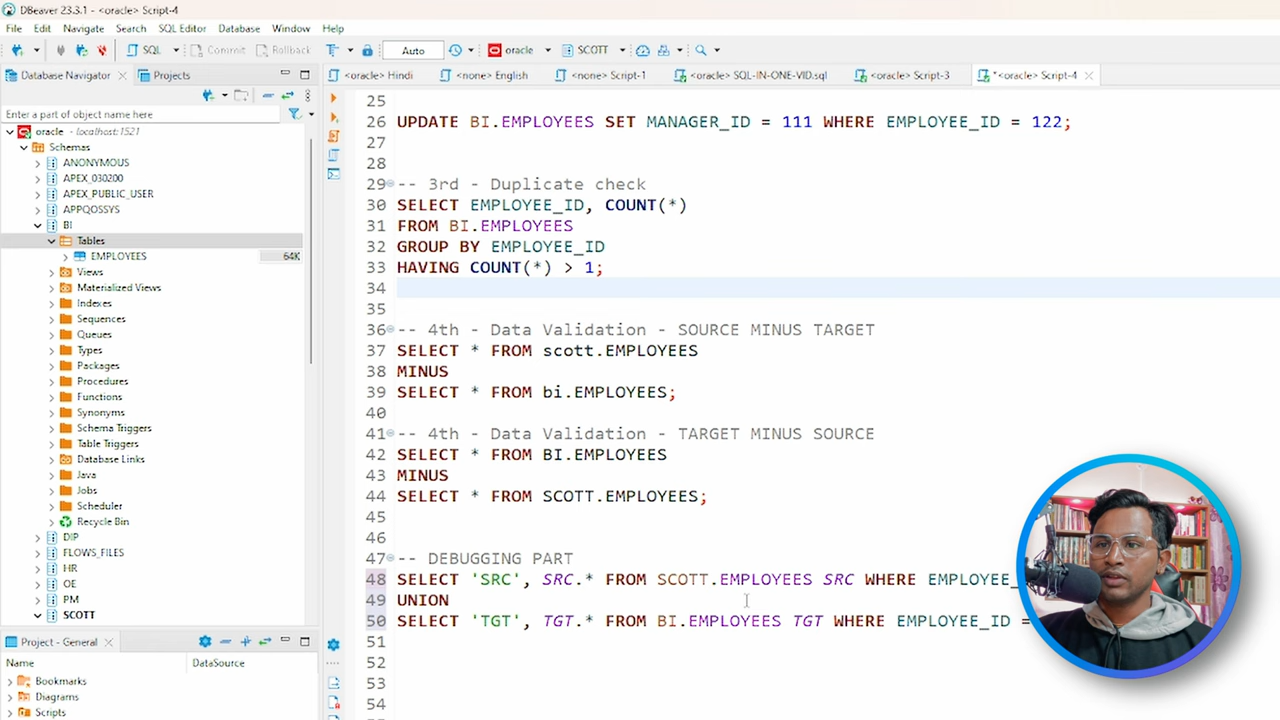 DBeaver 23.3.1 - <oracle> Script-4
File Edit Navigate Search SQL Editor Database Window Help
SQL Commit Rollback Auto oracle SCOTT
Database Navigator Projects
<oracle> Hindi <none> English <none> Script-1 <oracle> SQL-IN-ONE-VID.sql <oracle> Script-3 *<oracle> Script-4
Enter a part of object name here
oracle - localhost:1521
Schemas
ANONYMOUS
APEX_030200
APEX_PUBLIC_USER
APPQOSSYS
BI
Tables
EMPLOYEES 64K
Views
Materialized Views
Indexes
Sequences
Queues
Types
Packages
Procedures
Functions
Synonyms
Schema Triggers
Table Triggers
Database Links
Java
Jobs
Scheduler
Recycle Bin
DIP
FLOWS_FILES
HR
OE
PM
SCOTT
Project - General
Name DataSource
Bookmarks
Diagrams
Scripts
25
26 UPDATE BI.EMPLOYEES SET MANAGER_ID = 111 WHERE EMPLOYEE_ID = 122;
27
28
29 -- 3rd - Duplicate check
30 SELECT EMPLOYEE_ID, COUNT(*)
31 FROM BI.EMPLOYEES
32 GROUP BY EMPLOYEE_ID
33 HAVING COUNT(*) > 1;
34
35
36 -- 4th - Data Validation - SOURCE MINUS TARGET
37 SELECT * FROM scott.EMPLOYEES
38 MINUS
39 SELECT * FROM bi.EMPLOYEES;
40
41 -- 4th - Data Validation - TARGET MINUS SOURCE
42 SELECT * FROM BI.EMPLOYEES
43 MINUS
44 SELECT * FROM SCOTT.EMPLOYEES;
45
46
47 -- DEBUGGING PART
48 SELECT 'SRC', SRC.* FROM SCOTT.EMPLOYEES SRC WHERE EMPLOYEE_
49 UNION
50 SELECT 'TGT', TGT.* FROM BI.EMPLOYEES TGT WHERE EMPLOYEE_ID =
51
52
53
54